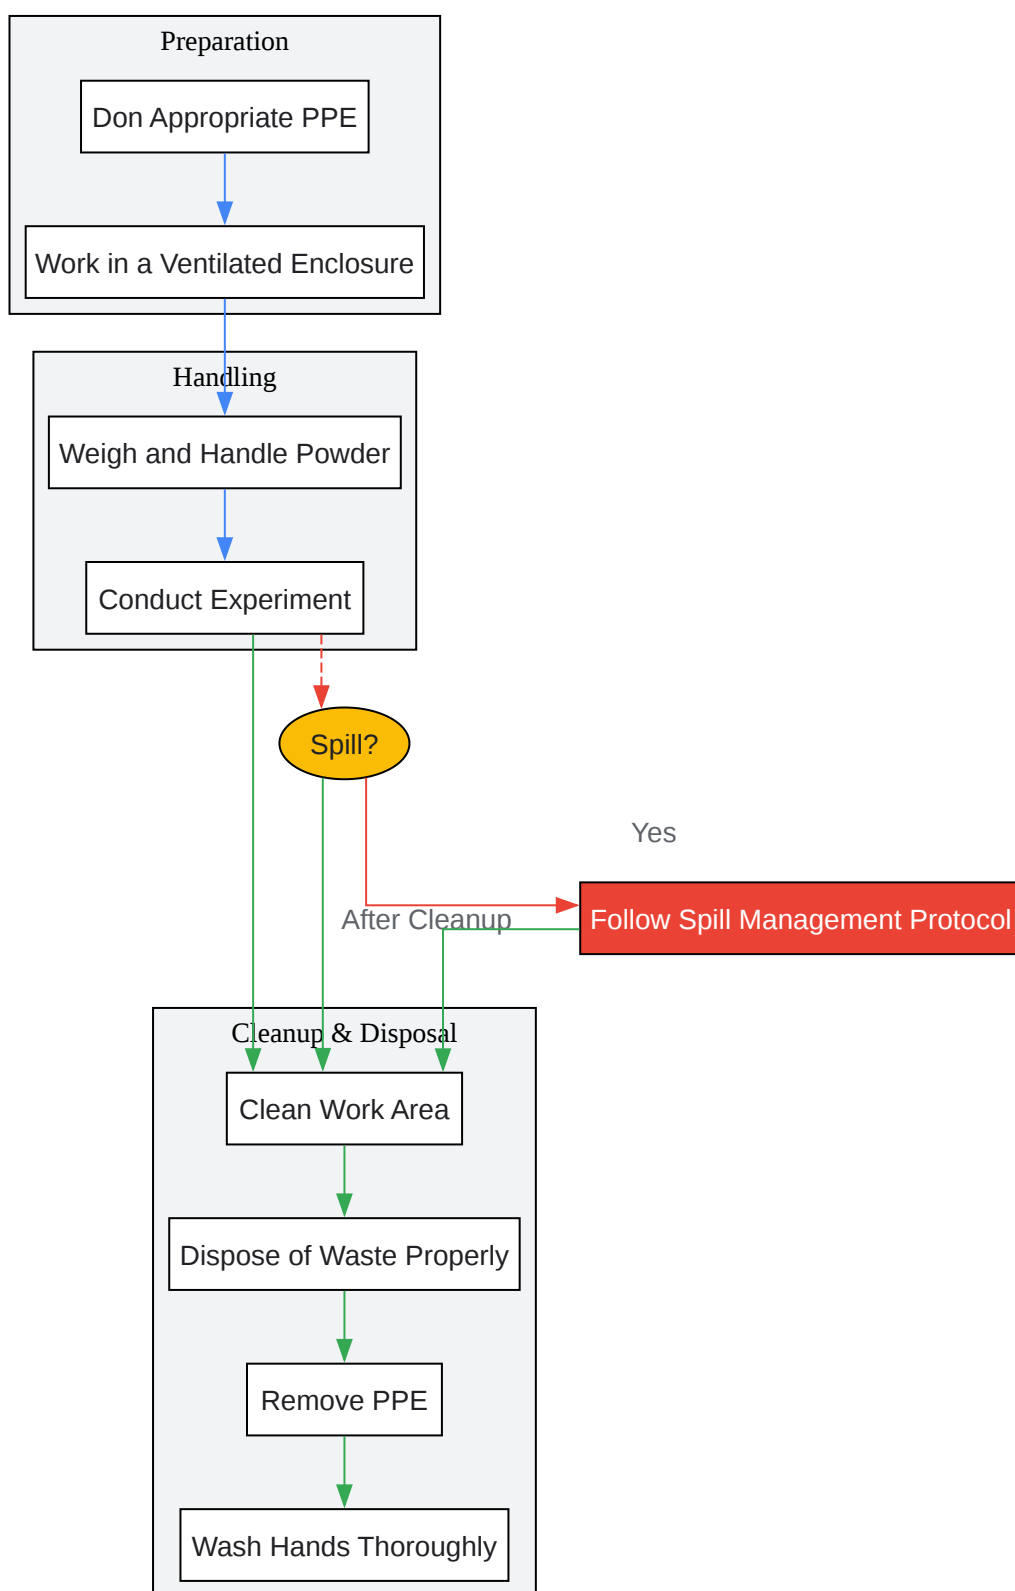 Preparation
Don Appropriate PPE
Work in a Ventilated Enclosure
Handling
Weigh and Handle Powder
Conduct Experiment
Spill?
Yes
After Cleanup
Follow Spill Management Protocol
Cleanup & Disposal
Clean Work Area
Dispose of Waste Properly
Remove PPE
Wash Hands Thoroughly